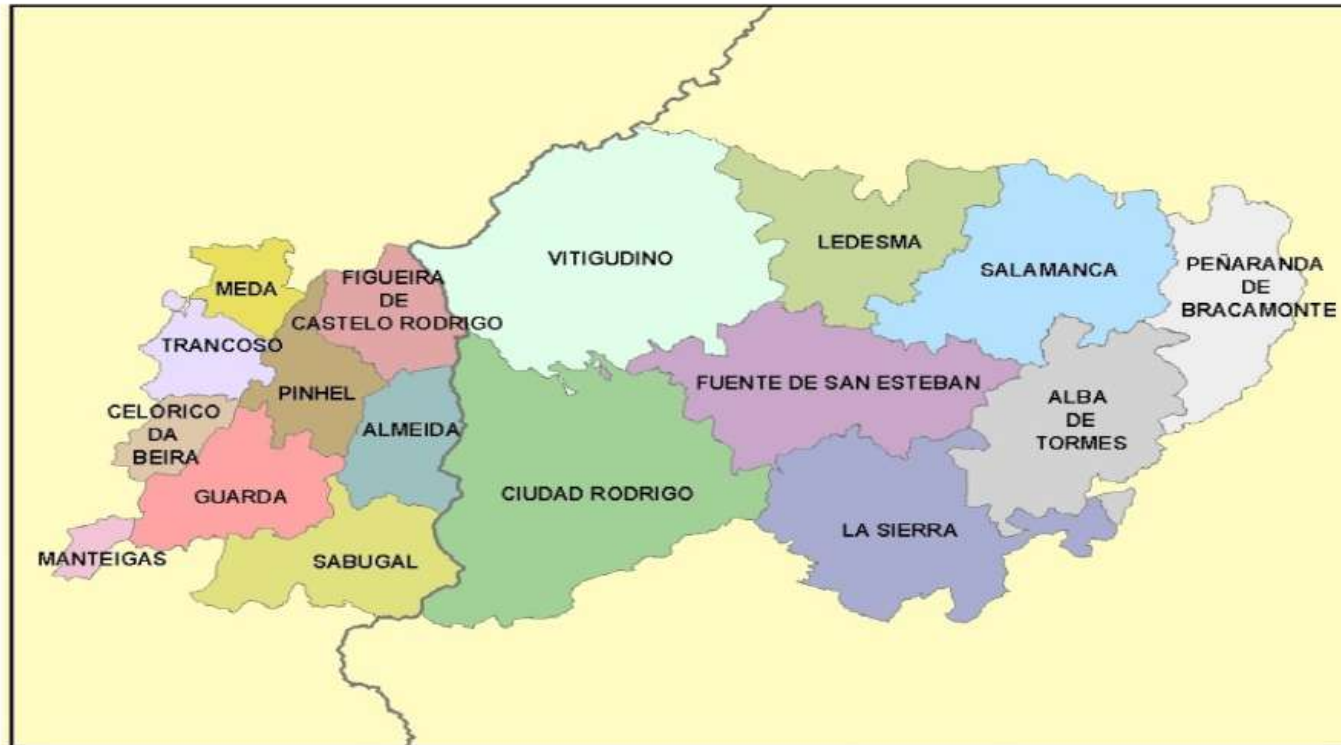 VITIGUDINO
LEDESMA
SALAMANCA
PEÑARANDA
DE
BRACAMONTE
MEDA
FIGUEIRA
DE
CASTELO RODRIGO
TRANCOSO
PINHEL
FUENTE DE SAN ESTEBAN
ALBA
DE
TORMES
CELORICO
DA
BEIRA
ALMEIDA
GUARDA
CIUDAD RODRIGO
LA SIERRA
MANTEIGAS
SABUGAL